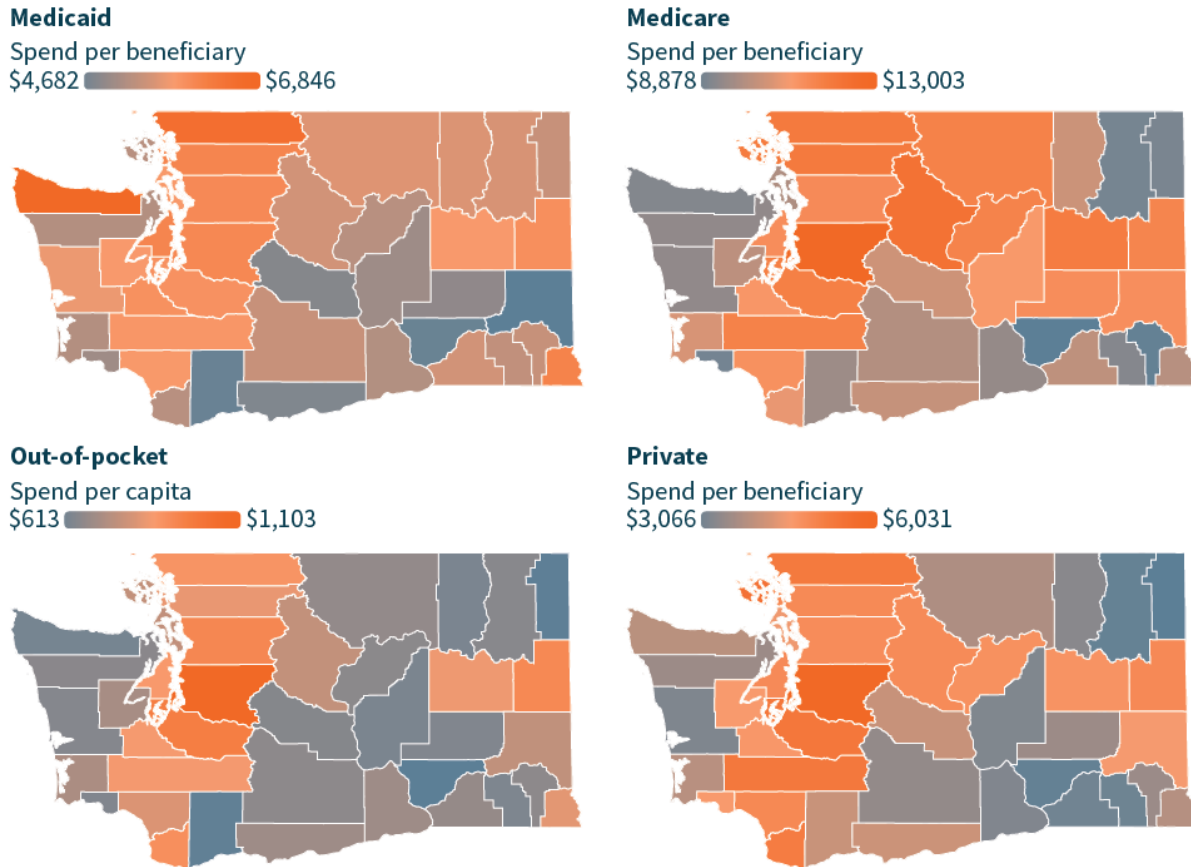 Medicaid
Spend per beneficiary
$4,682 $6,846
Medicare
Spend per beneficiary
$8,878 $13,003
Out-of-pocket
Spend per capita
$613 $1,103
Private
Spend per beneficiary
$3,066 $6,031